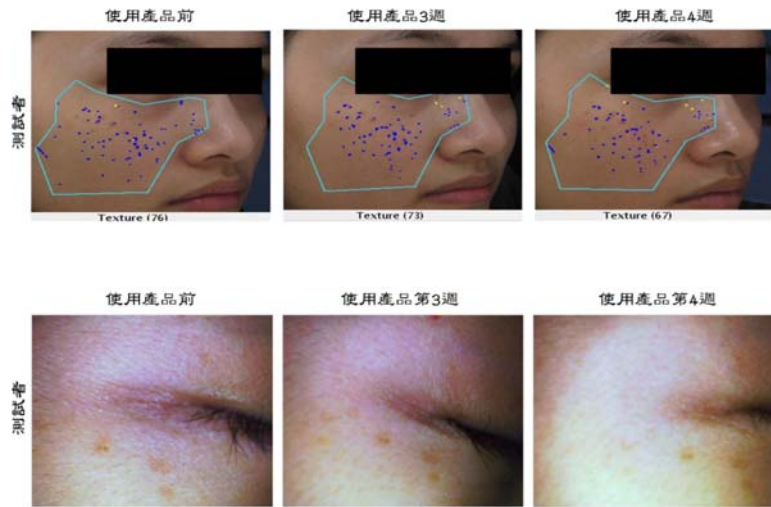 使用產品前
使用產品3週
使用產品4週
測試者
Texture (76)
Texture (73)
Texture (67)
使用產品前
使用產品第3週
使用產品第4週
測試者